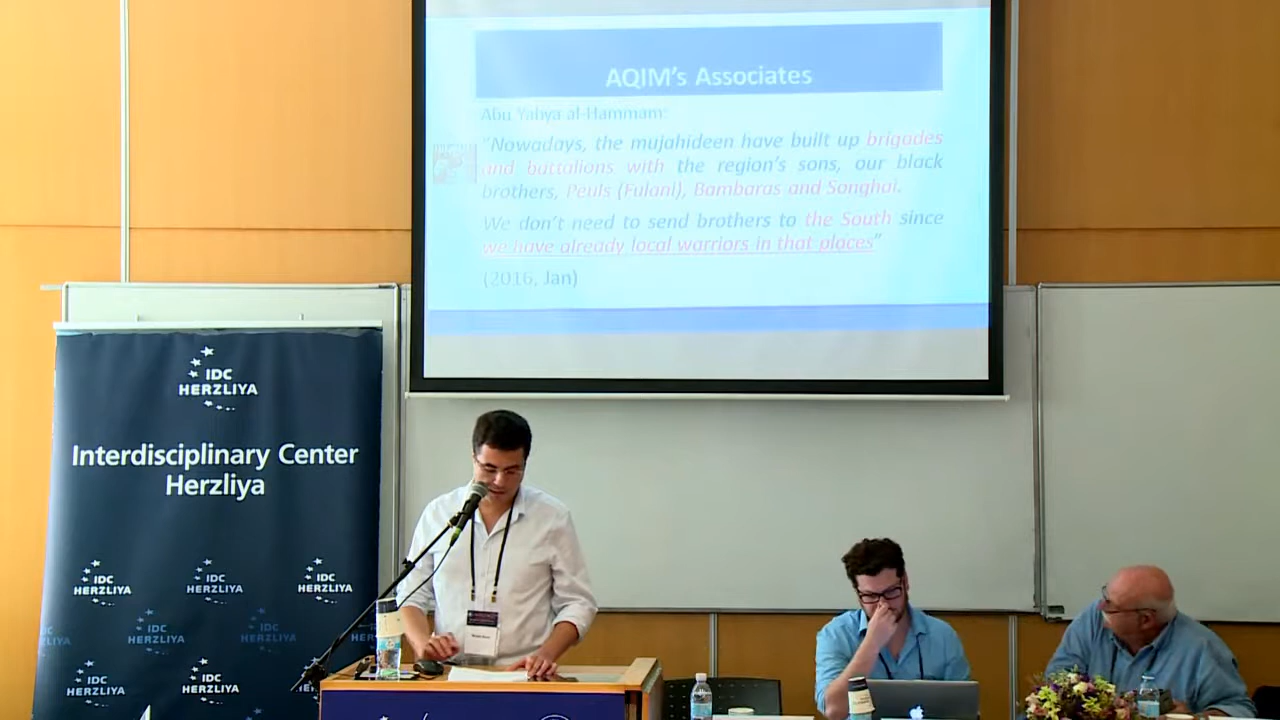 AQIM's Associates
Abu Yahya al-Hammam:
"Nowadays, the mujahideen have built up brigades
and buttalions with the region's sons, our black
brothers, Peuls (Fulani), Bambaras and Songhai.
We don't need to send brothers to the South since
we have already local warriors in that places"
(2016, Jan)
IDC
HERZLIYA
Interdisciplinary Center
Herzliya
IDC
HERZLIYA
IDC
HERZLIYA
IDC
HERZLIYA
IDC
HERZLIYA
IDC
HERZLIYA
IDC
HERZLIYA
IDC
HERZLIYA